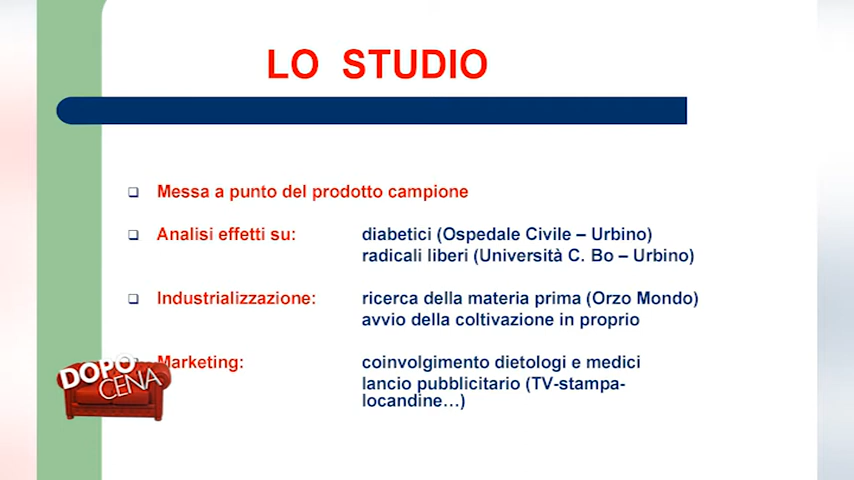 LO STUDIO
Messa a punto del prodotto campione
Analisi effetti su: diabetici (Ospedale Civile – Urbino)
radicali liberi (Università C. Bo – Urbino)
Industrializzazione: ricerca della materia prima (Orzo Mondo)
avvio della coltivazione in proprio
Marketing: coinvolgimento dietologi e medici
lancio pubblicitario (TV-stampa-
locandine…)
DOPO
CENA